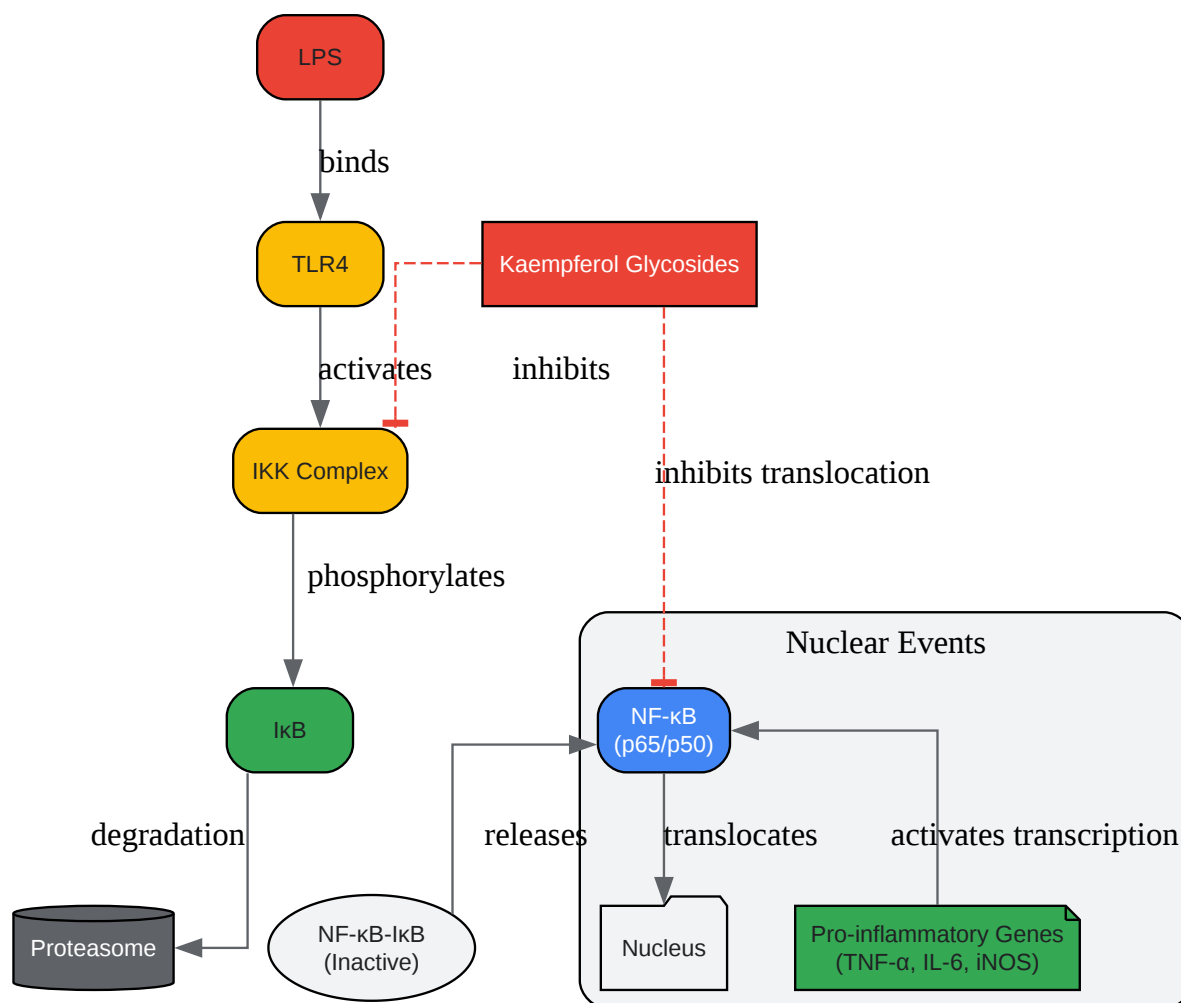 LPS
binds
TLR4
Kaempferol Glycosides
activates
inhibits
IKK Complex
inhibits translocation
phosphorylates
Nuclear Events
IκB
NF-κB
(p65/p50)
degradation
releases
translocates
activates transcription
Proteasome
NF-κB-IκB
(Inactive)
Nucleus
Pro-inflammatory Genes
(TNF-α, IL-6, iNOS)